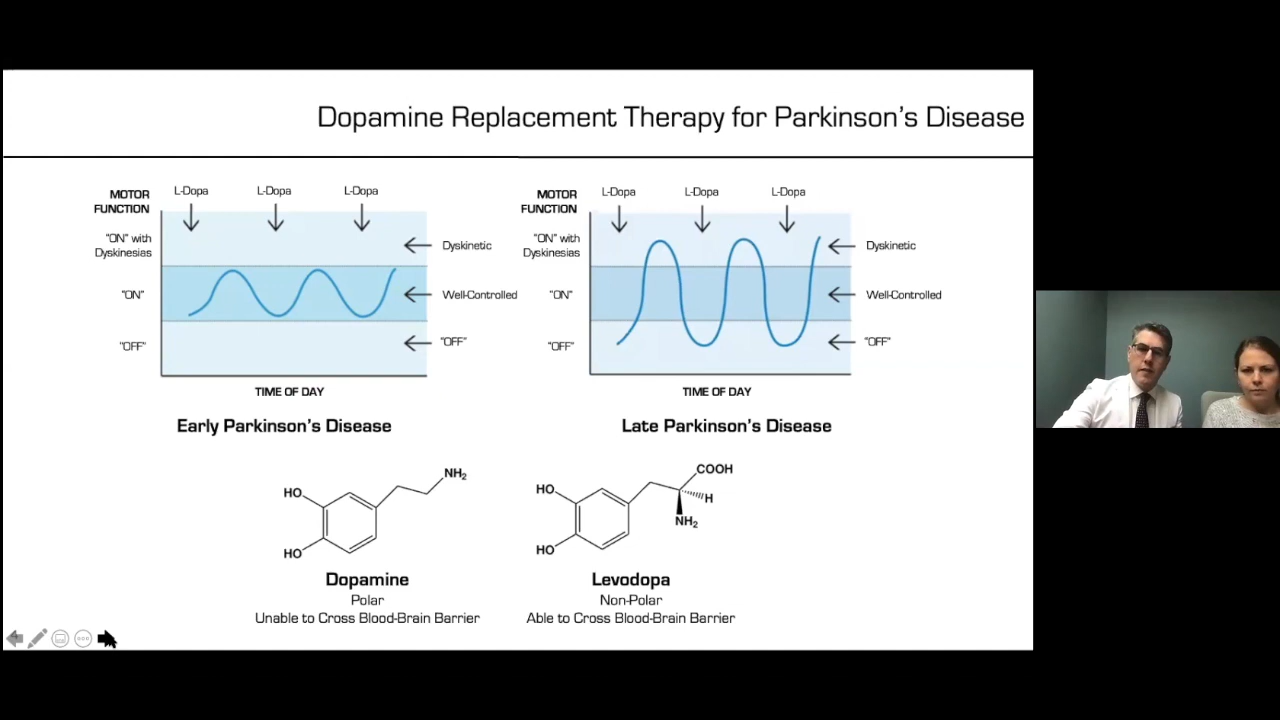 Dopamine Replacement Therapy for Parkinson's Disease
MOTOR
FUNCTION
L-Dopa
L-Dopa
L-Dopa
"ON" with
Dyskinesias
"ON"
"OFF"
Dyskinetic
Well-Controlled
"OFF"
TIME OF DAY
Early Parkinson's Disease
MOTOR
FUNCTION
L-Dopa
L-Dopa
L-Dopa
"ON" with
Dyskinesias
"ON"
"OFF"
Dyskinetic
Well-Controlled
"OFF"
TIME OF DAY
Late Parkinson's Disease
NH2
HO
HO
Dopamine
Polar
Unable to Cross Blood-Brain Barrier
COOH
HO
H
NH2
HO
Levodopa
Non-Polar
Able to Cross Blood-Brain Barrier